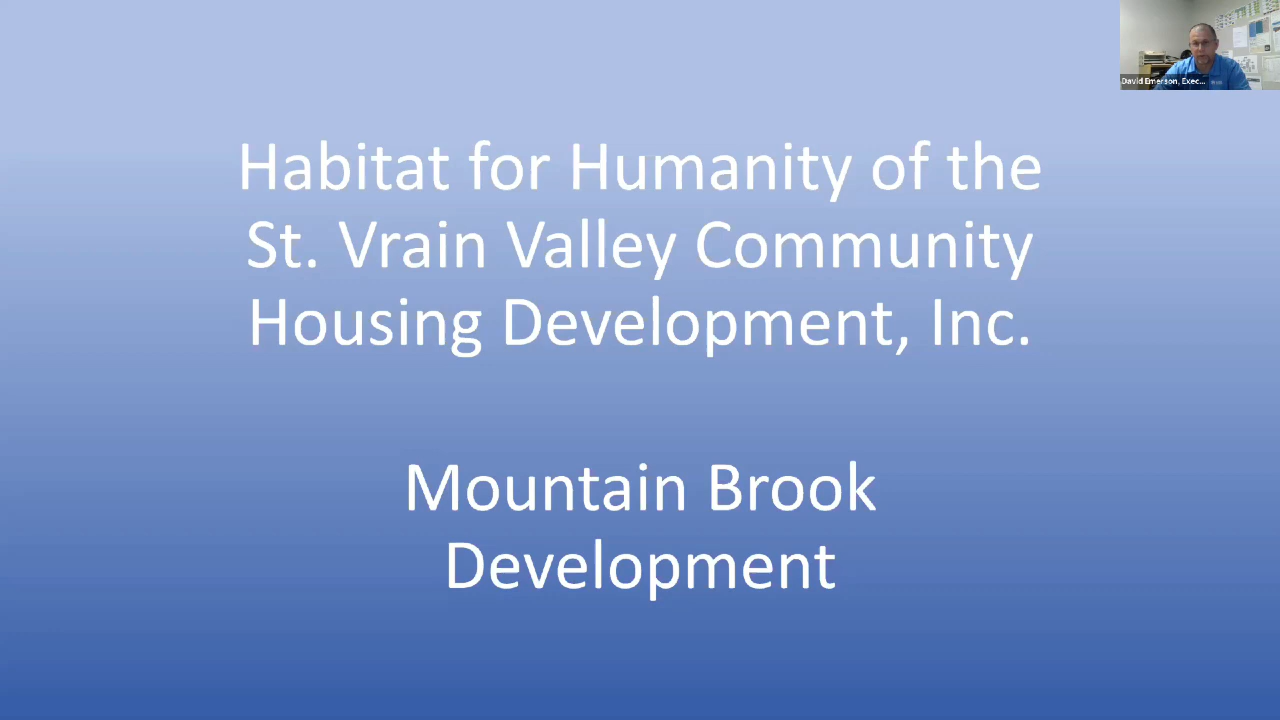 David Emerson, Exec...
Habitat for Humanity of the
St. Vrain Valley Community
Housing Development, Inc.
Mountain Brook
Development